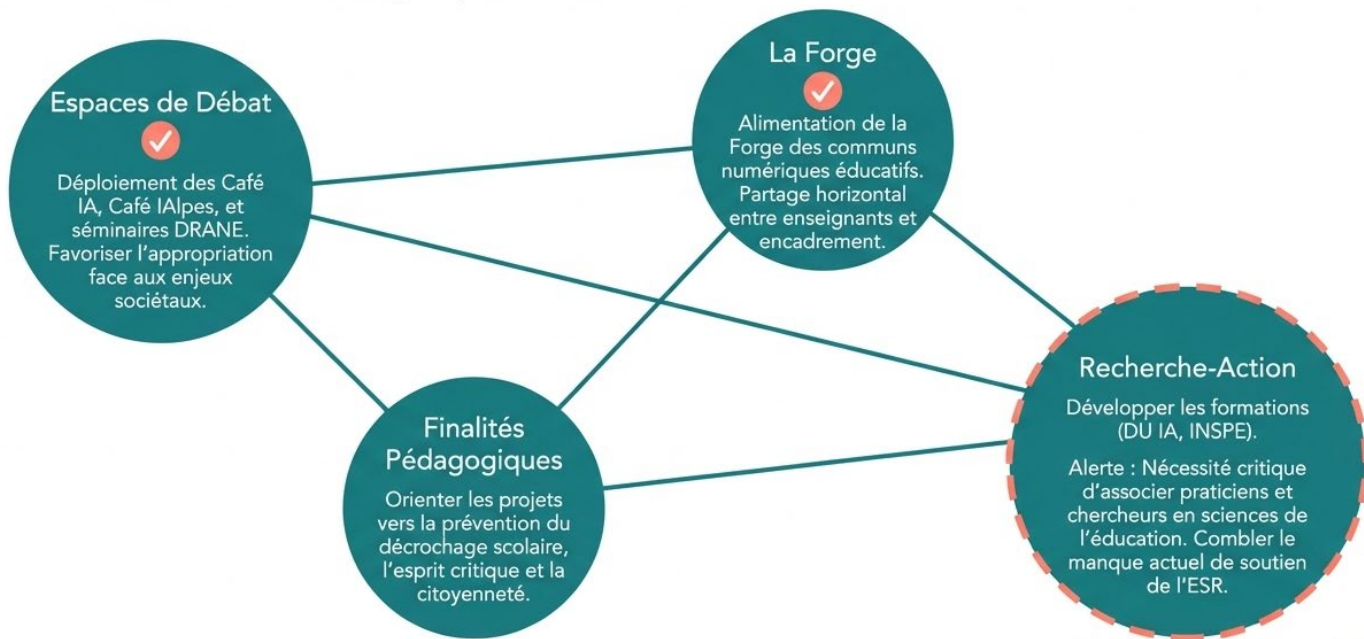 Espaces de Débat
Déploiement des Café
IA, Café IAlpes, et
séminaires DRANE.
Favoriser l'appropriation
face aux enjeux
sociétaux.
La Forge
Alimentation de la
Forge des communs
numériques éducatifs.
Partage horizontal
entre enseignants et
encadrement.
Finalités
Pédagogiques
Orienter les projets
vers la prévention du
décrochage scolaire,
l'esprit critique et la
citoyenneté.
Recherche-Action
Développer les formations
(DU IA, INSPE).
Alerte : Nécessité critique
d'associer praticiens et
chercheurs en sciences de
l'éducation. Combler le
manque actuel de soutien
de l'ESR.